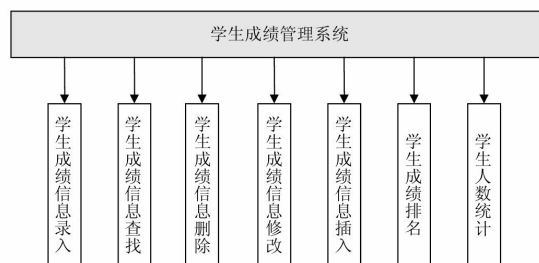 学生成绩管理系统
学生成绩信息录入
学生成绩信息查找
学生成绩信息删除
学生成绩信息修改
学生成绩信息插入
学生成绩排名
学生人数统计